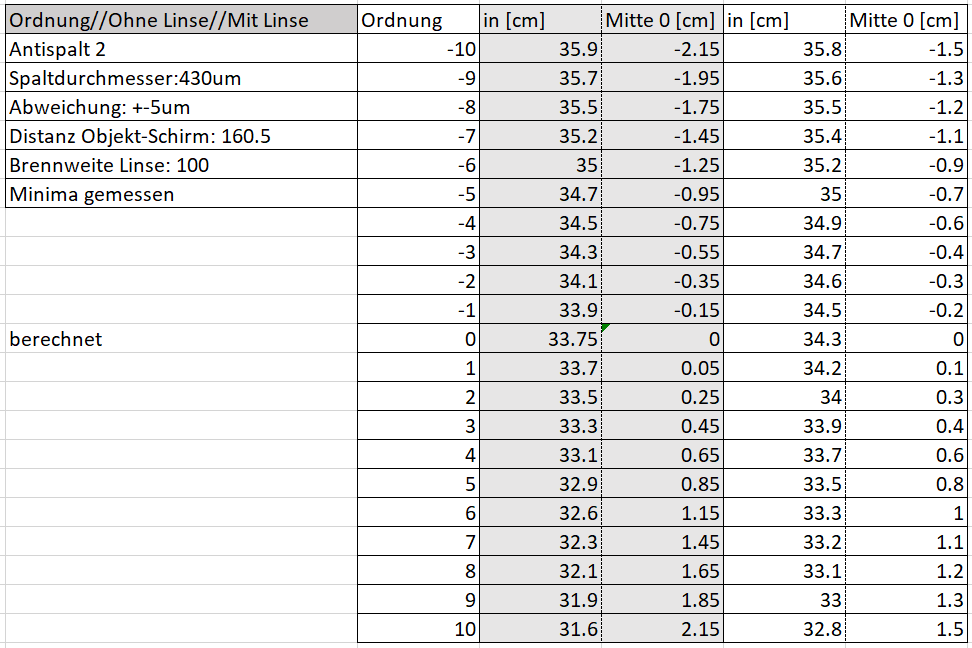 Ordnung//Ohne Linse//Mit Linse Ordnung in [cm] Mitte 0 [cm] in [cm] Mitte 0 [cm]
Antispalt 2 -10 35.9 -2.15 35.8 -1.5
Spaltdurchmesser:430um -9 35.7 -1.95 35.6 -1.3
Abweichung: +-5um -8 35.5 -1.75 35.5 -1.2
Distanz Objekt-Schirm: 160.5 -7 35.2 -1.45 35.4 -1.1
Brennweite Linse: 100 -6 35 -1.25 35.2 -0.9
Minima gemessen -5 34.7 -0.95 35 -0.7
-4 34.5 -0.75 34.9 -0.6
-3 34.3 -0.55 34.7 -0.4
-2 34.1 -0.35 34.6 -0.3
-1 33.9 -0.15 34.5 -0.2
berechnet 0 33.75 0 34.3 0
1 33.7 0.05 34.2 0.1
2 33.5 0.25 34 0.3
3 33.3 0.45 33.9 0.4
4 33.1 0.65 33.7 0.6
5 32.9 0.85 33.5 0.8
6 32.6 1.15 33.3 1
7 32.3 1.45 33.2 1.1
8 32.1 1.65 33.1 1.2
9 31.9 1.85 33 1.3
10 31.6 2.15 32.8 1.5